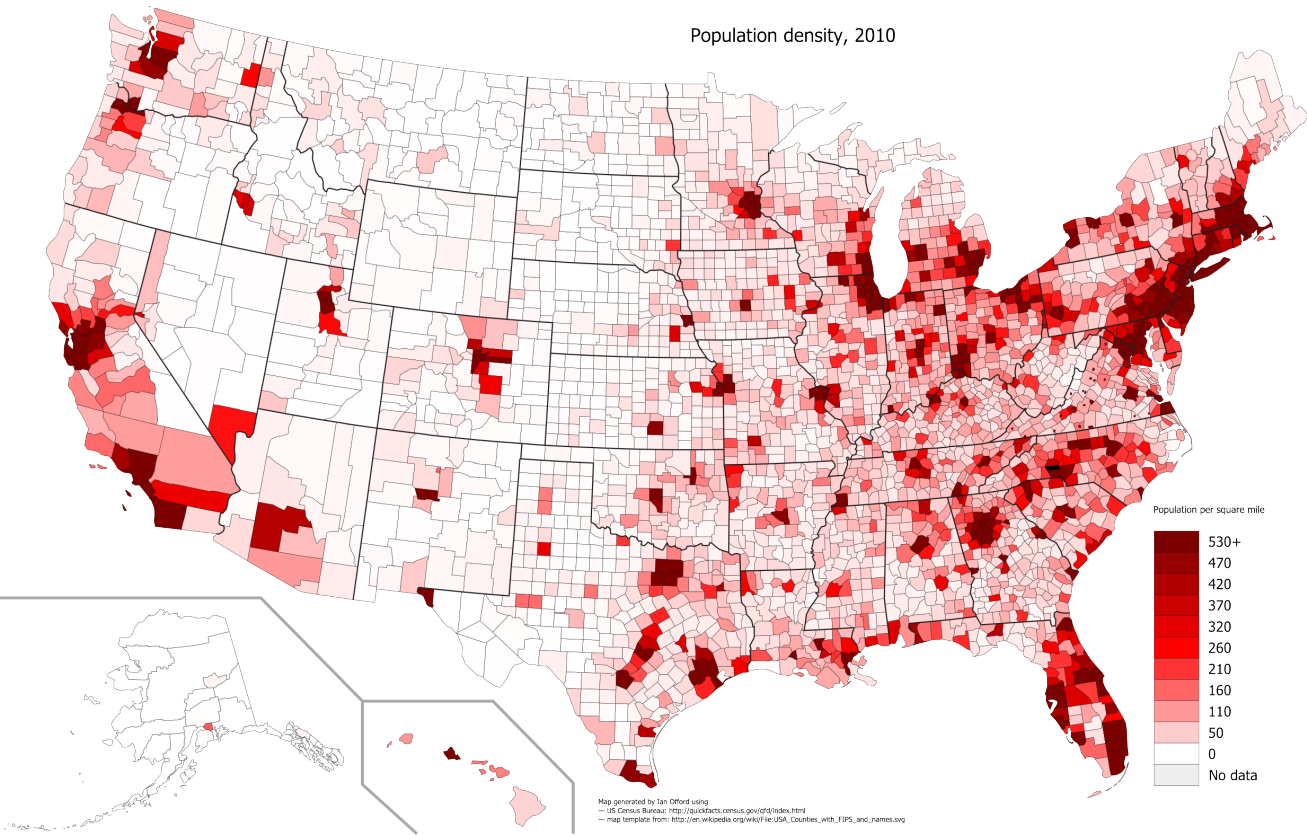 Population density, 2010
Population per square mile
530+
470
420
370
320
260
210
160
110
50
0
No data
Map generated by Ian Offord using
— US Census Bureau: http://quickfacts.census.gov/qfd/index.html
— map template from: http://en.wikipedia.org/wiki/File:USA_Counties_with_FIPS_and_names.svg